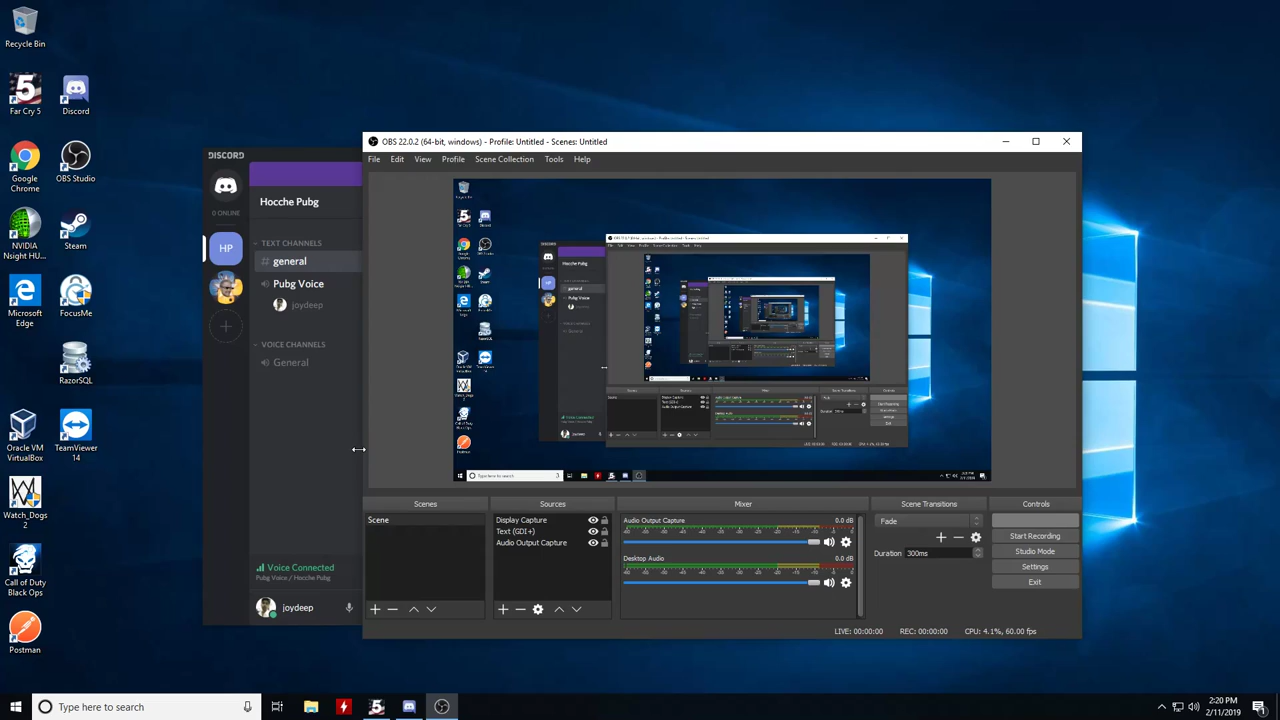 Recycle Bin
Far Cry 5
Discord
Google
Chrome
OBS Studio
NVIDIA
Nsight HU...
Steam
Microsoft
Edge
FocusMe
RazorSQL
Oracle VM
VirtualBox
TeamViewer
14
Watch_Dogs
2
Call of Duty
Black Ops
Postman
DISCORD
0 ONLINE
HP
Hocche Pubg
TEXT CHANNELS
# general
Pubg Voice
joydeep
VOICE CHANNELS
General
Voice Connected
Pubg Voice / Hocche Pubg
joydeep
OBS 22.0.2 (64-bit, windows) - Profile: Untitled - Scenes: Untitled
File Edit View Profile Scene Collection Tools Help
Scenes
Scene
Sources
Display Capture
Text (GDI+)
Audio Output Capture
Mixer
Audio Output Capture 0.0 dB
Desktop Audio 0.0 dB
Scene Transitions
Fade
Duration 300ms
Controls
Start Recording
Studio Mode
Settings
Exit
LIVE: 00:00:00 REC: 00:00:00 CPU: 4.1%, 60.00 fps
Type here to search
2:20 PM
2/11/2019